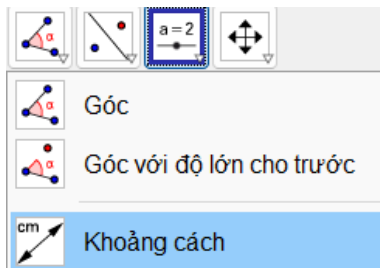 α a=2
α Góc
α Góc với độ lớn cho trước
cm Khoảng cách